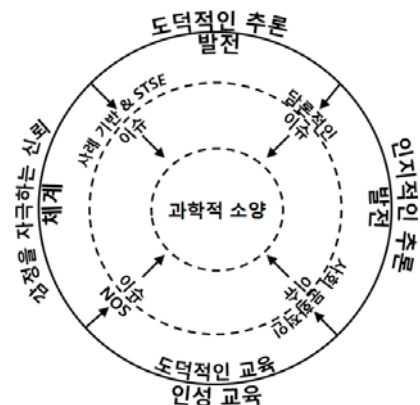 도덕적인 추론
발전
사례 기반 & STSE
이슈
담론적인
이슈
감정을 자극하는 신뢰
체계
과학적 소양
인지적인 추론
발전
NOS
이슈
사회 문화적인
이슈
도덕적인 교육
인성 교육